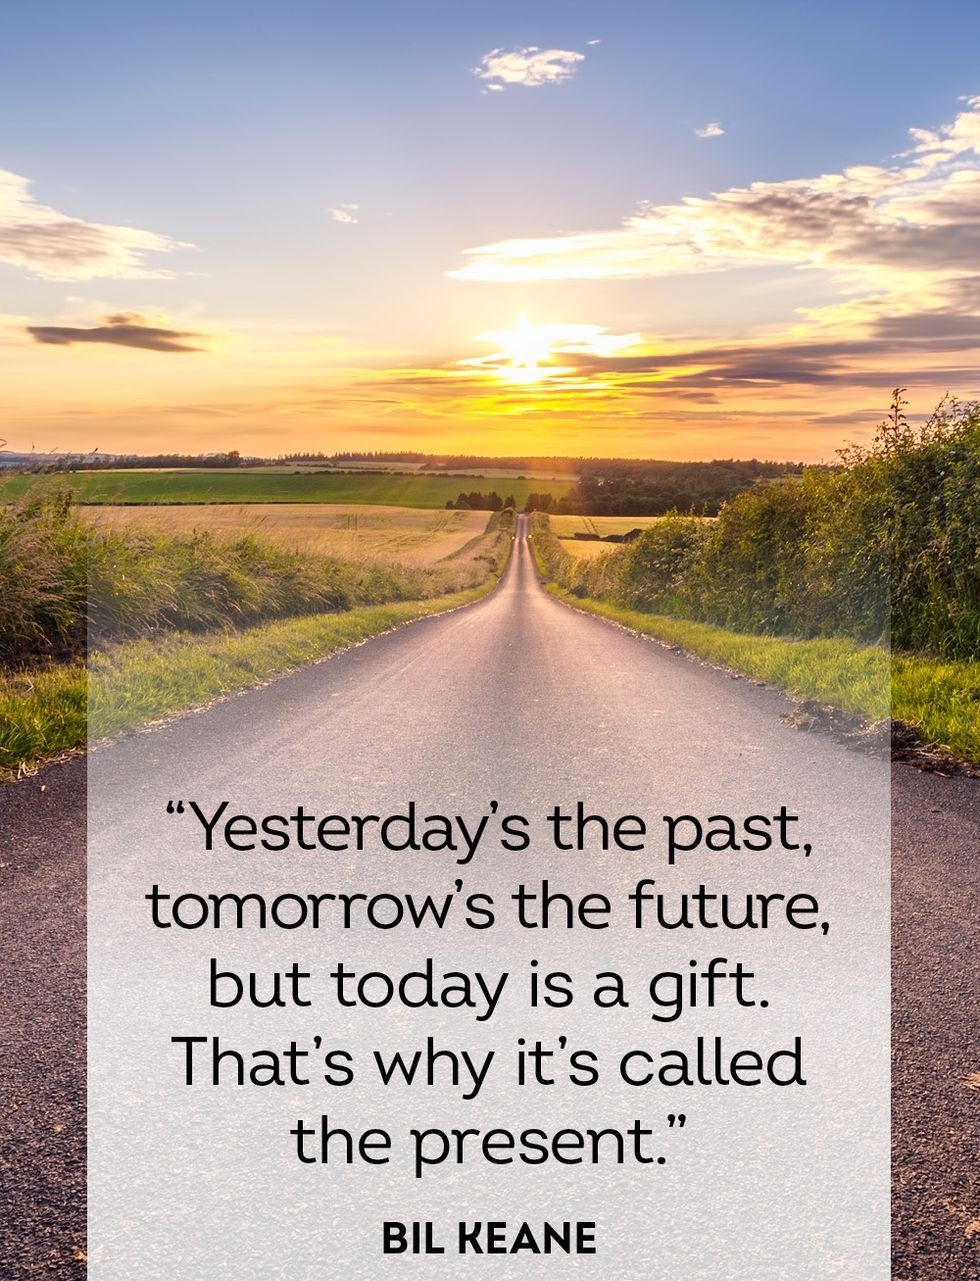 “Yesterday’s the past,
tomorrow’s the future,
but today is a gift.
That’s why it’s called
the present.”
BIL KEANE